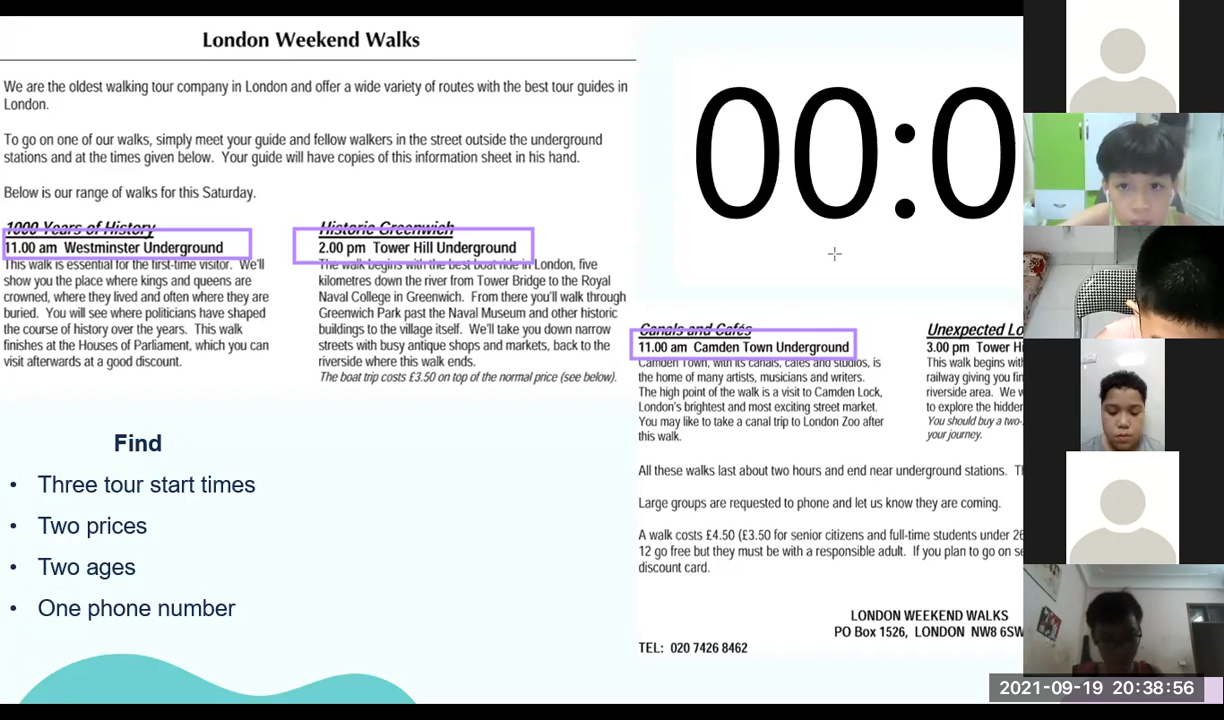 London Weekend Walks
We are the oldest walking tour company in London and offer a wide variety of routes with the best tour guides in
London.
To go on one of our walks, simply meet your guide and fellow walkers in the street outside the underground
stations and at the times given below. Your guide will have copies of this information sheet in his hand.
Below is our range of walks for this Saturday.
1000 Years of History
11.00 am Westminster Underground
This walk is essential for the first-time visitor. We'll
show you the place where kings and queens are
crowned, where they lived and often where they are
buried. You will see where politicians have shaped
the course of history over the years. This walk
finishes at the Houses of Parliament, which you can
visit afterwards at a good discount.
Historic Greenwich
2.00 pm Tower Hill Underground
The walk begins with the best boat ride in London, five
kilometres down the river from Tower Bridge to the Royal
Naval College in Greenwich. From there you'll walk through
Greenwich Park past the Naval Museum and other historic
buildings to the village itself. We'll take you down narrow
streets with busy antique shops and markets, back to the
riverside where this walk ends.
The boat trip costs £3.50 on top of the normal price (see below).
Find
• Three tour start times
• Two prices
• Two ages
• One phone number
00:0
Canals and Cafés
11.00 am Camden Town Underground
Camden Town, with its canals, cafés and studios, is
the home of many artists, musicians and writers.
The high point of the walk is a visit to Camden Lock,
London's brightest and most exciting street market.
You may like to take a canal trip to London Zoo after
this walk.
Unexpected Lo
3.00 pm Tower Hi
This walk begins wit
railway giving you fin
riverside area. We w
to explore the hidden
You should buy a two-
your journey.
All these walks last about two hours and end near underground stations. Th
Large groups are requested to phone and let us know they are coming.
A walk costs £4.50 (£3.50 for senior citizens and full-time students under 26
12 go free but they must be with a responsible adult. If you plan to go on se
discount card.
LONDON WEEKEND WALKS
PO Box 1526, LONDON NW8 6SW
TEL: 020 7426 8462
2021-09-19 20:38:56